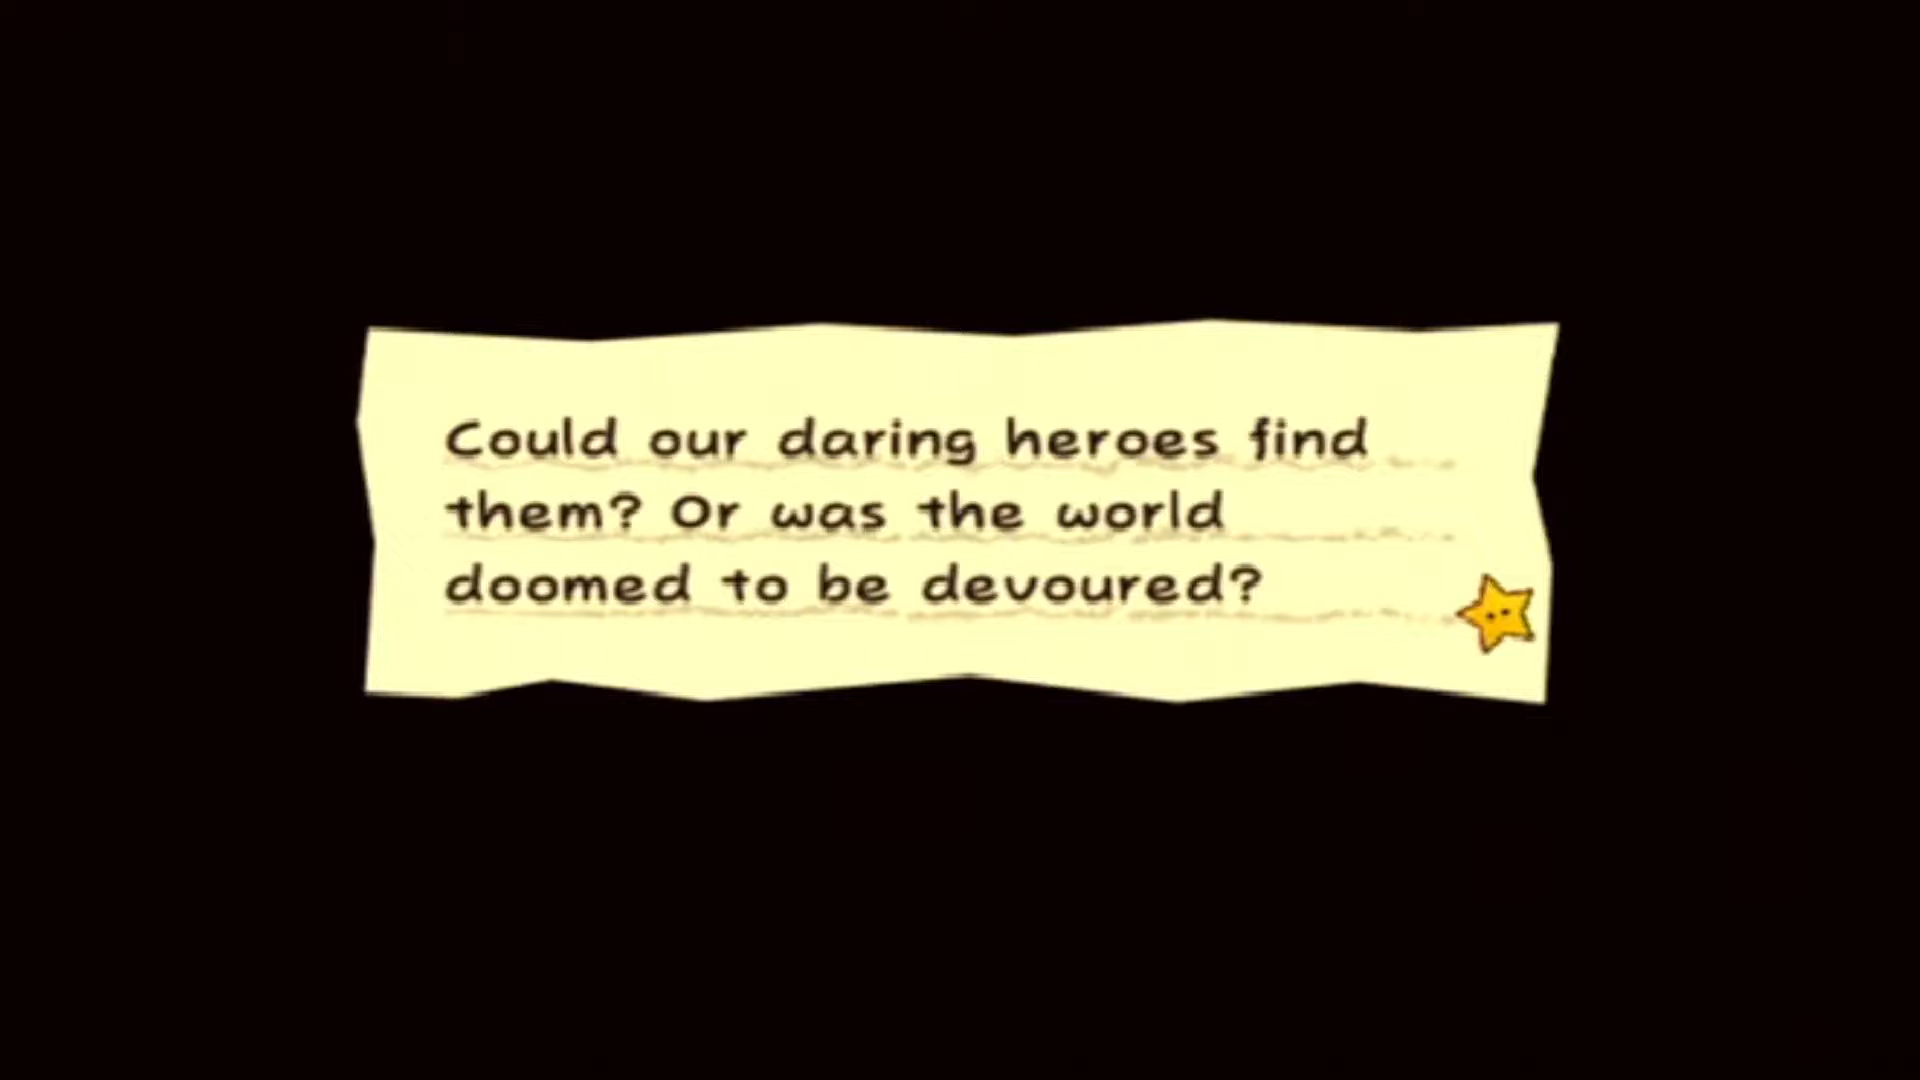 Could our daring heroes find
them? Or was the world
doomed to be devoured?